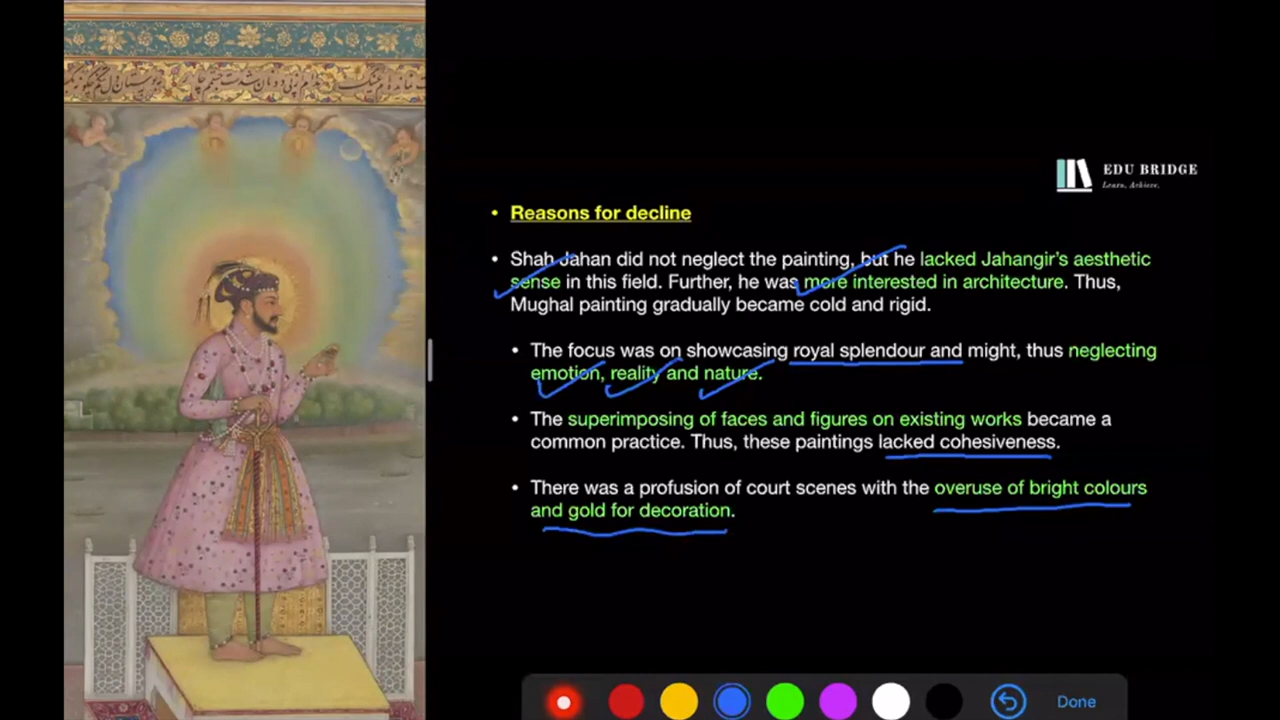 EDU BRIDGE
Learn. Achieve.
• Reasons for decline
• Shah Jahan did not neglect the painting, but he lacked Jahangir's aesthetic
sense in this field. Further, he was more interested in architecture. Thus,
Mughal painting gradually became cold and rigid.
• The focus was on showcasing royal splendour and might, thus neglecting
emotion, reality and nature.
• The superimposing of faces and figures on existing works became a
common practice. Thus, these paintings lacked cohesiveness.
• There was a profusion of court scenes with the overuse of bright colours
and gold for decoration.
Done